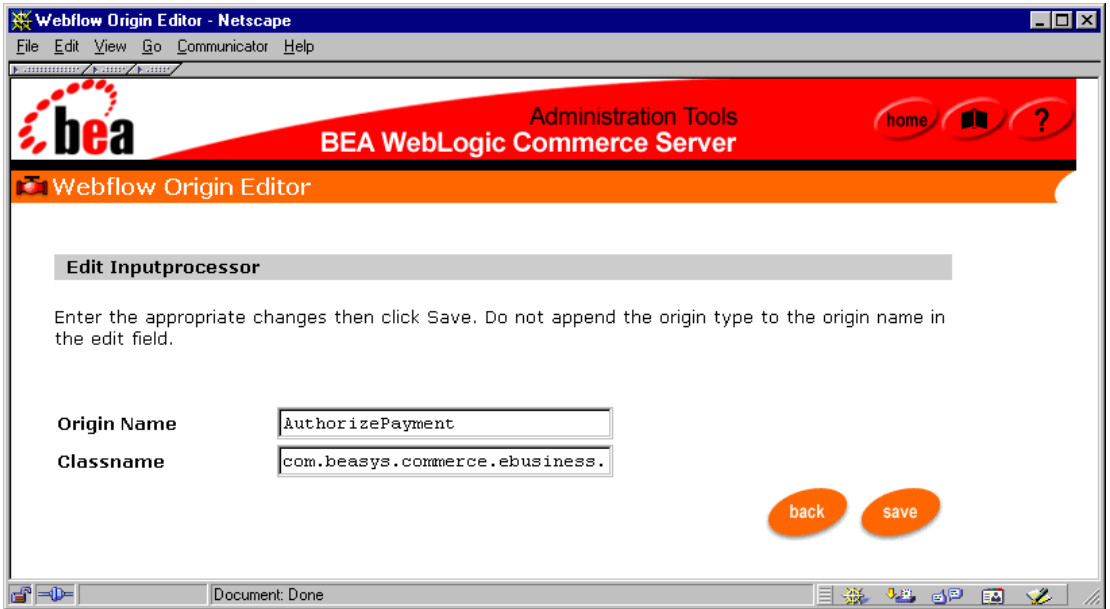 Webflow Origin Editor - Netscape
File Edit View Go Communicator Help
bea
Administration Tools
BEA WebLogic Commerce Server
home
?
Webflow Origin Editor
Edit Inputprocessor
Enter the appropriate changes then click Save. Do not append the origin type to the origin name in
the edit field.
Origin Name AuthorizePayment
Classname com.beasys.commerce.ebusiness.
back save
Document: Done